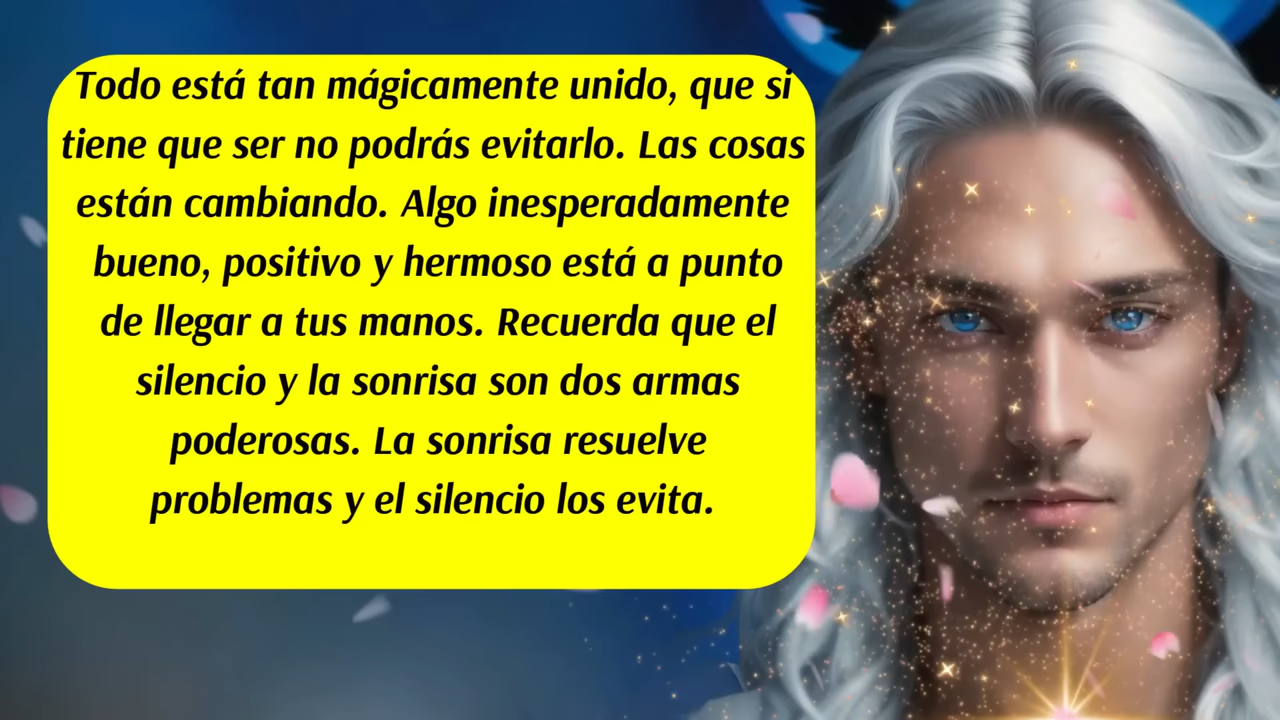 Todo está tan mágicamente unido, que si
tiene que ser no podrás evitarlo. Las cosas
están cambiando. Algo inesperadamente
bueno, positivo y hermoso está a punto
de llegar a tus manos. Recuerda que el
silencio y la sonrisa son dos armas
poderosas. La sonrisa resuelve
problemas y el silencio los evita.